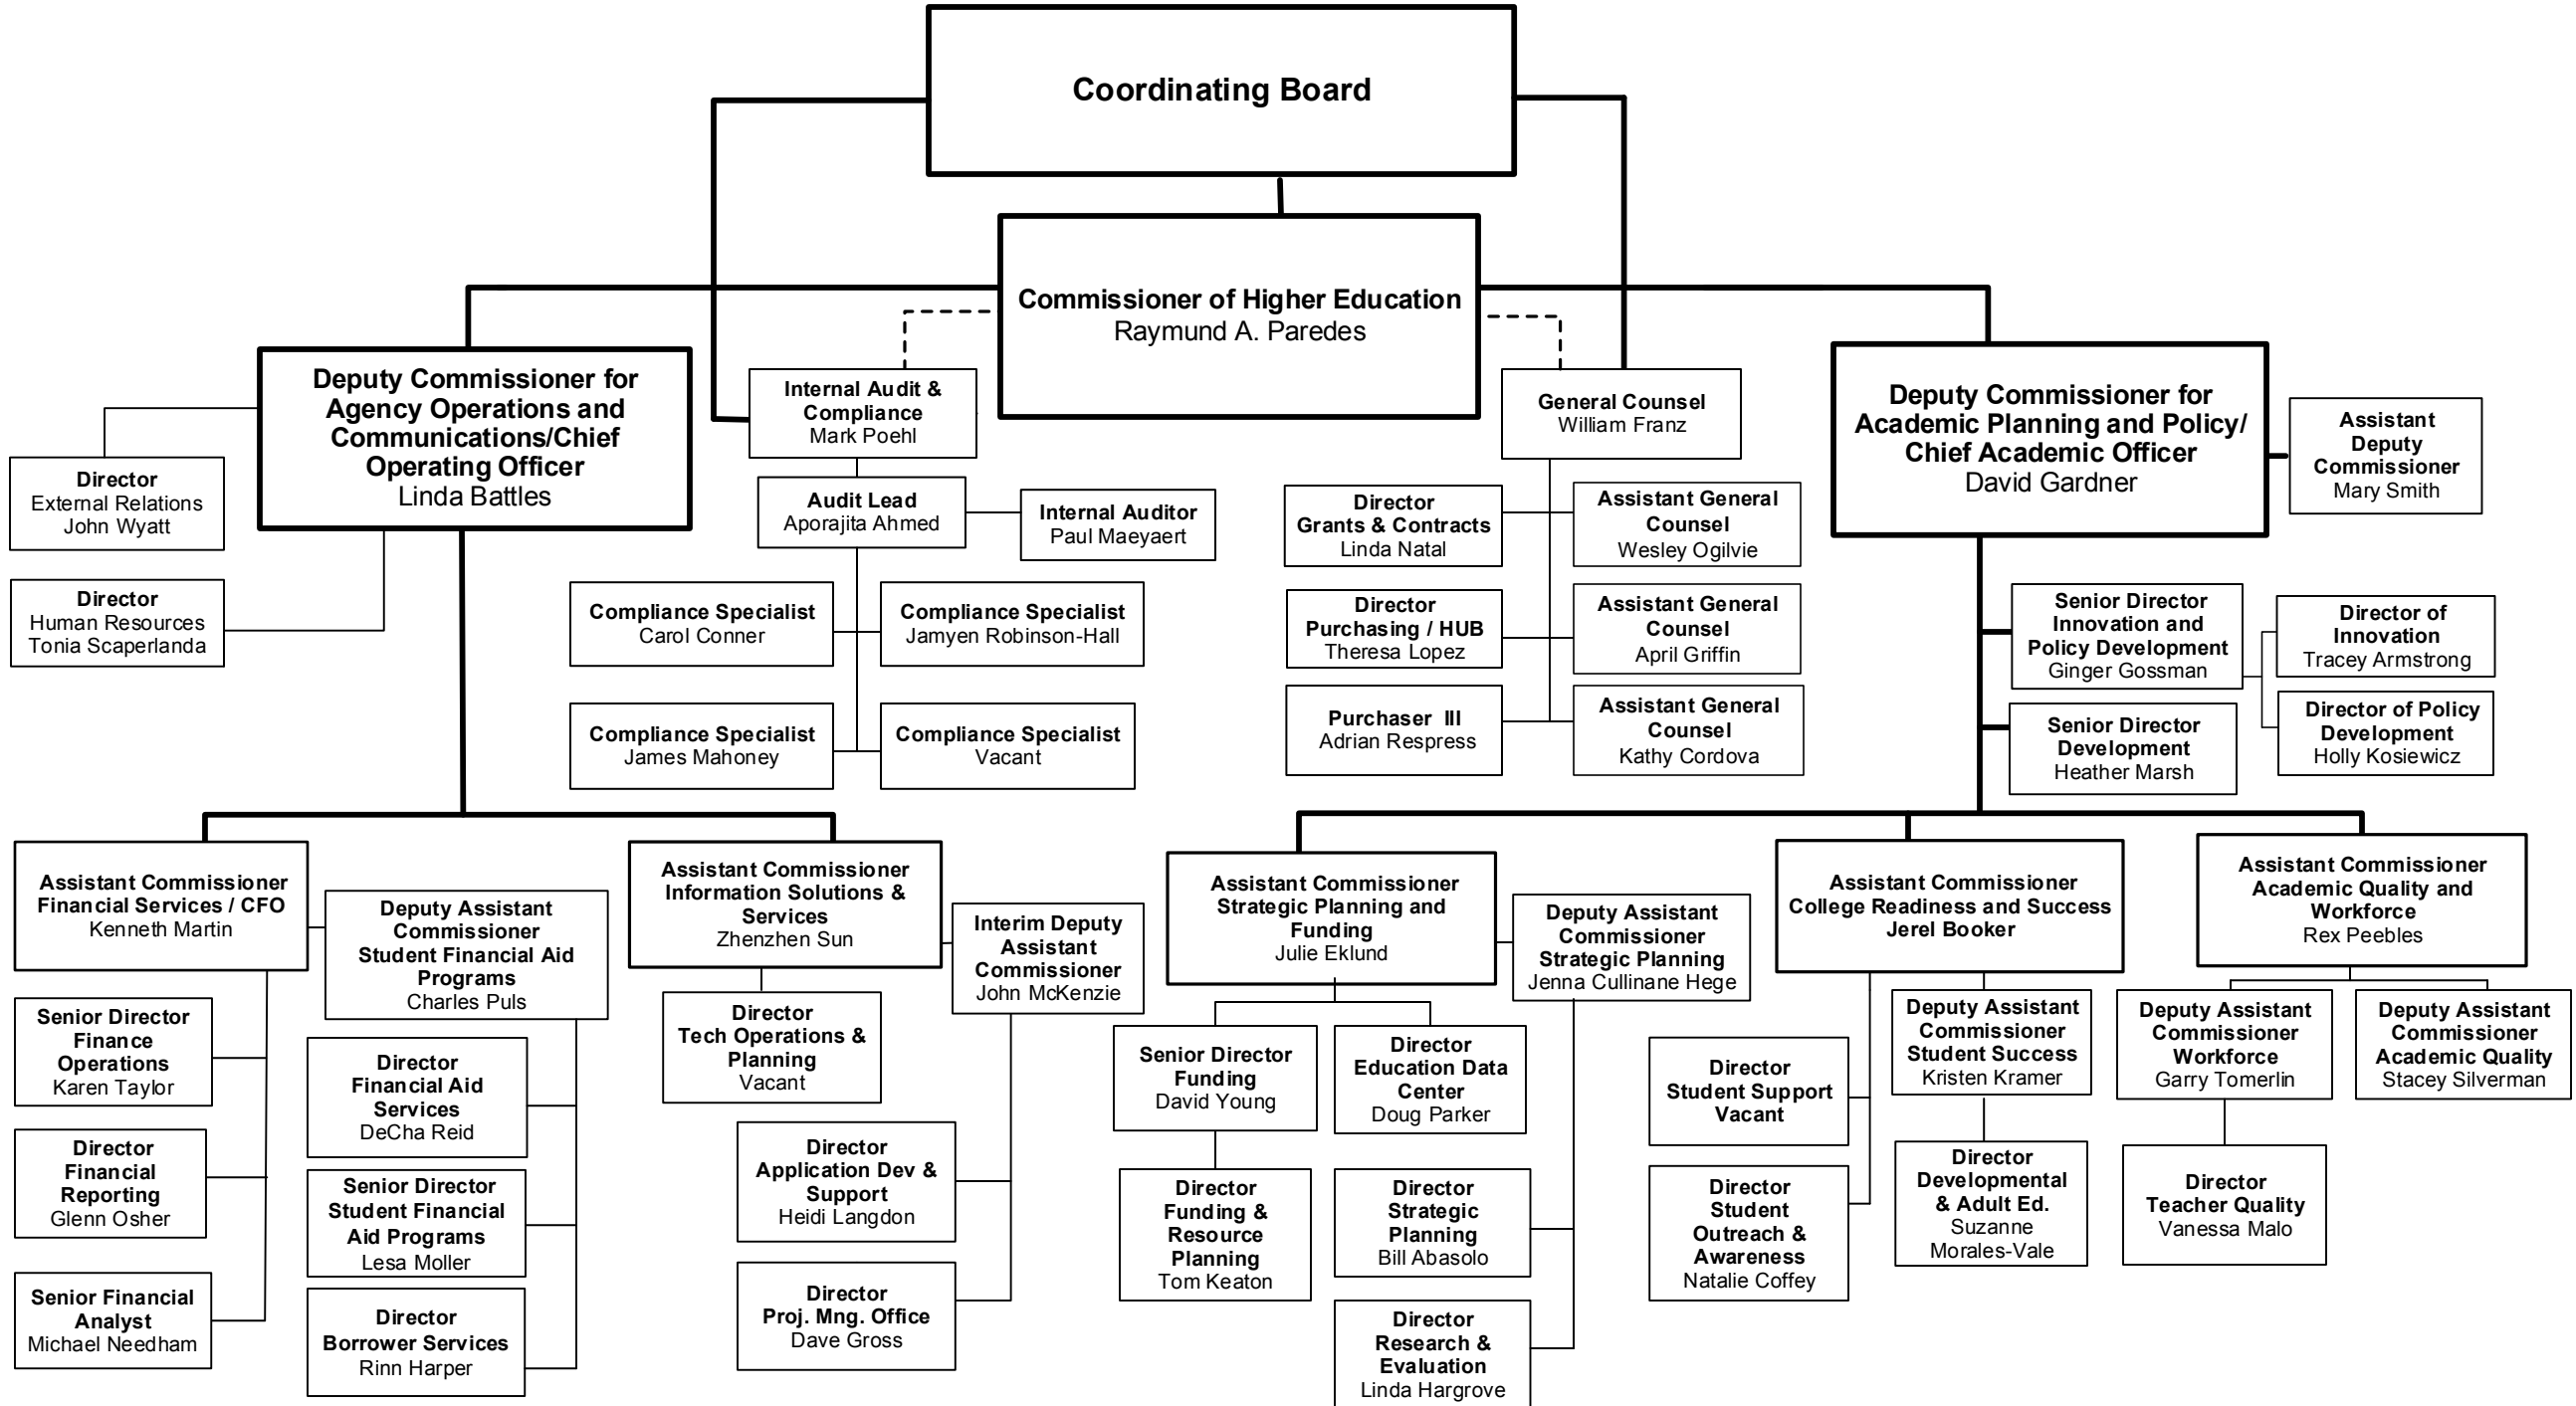 Coordinating Board
Commissioner of Higher Education
Raymund A. Paredes
Deputy Commissioner for
Agency Operations and
Communications/Chief
Operating Officer
Linda Battles
Internal Audit &
Compliance
Mark Poehl
General Counsel
William Franz
Deputy Commissioner for
Academic Planning and Policy/
Chief Academic Officer
David Gardner
Assistant
Deputy
Commissioner
Mary Smith
Director
External Relations
John Wyatt
Director
Human Resources
Tonia Scaperlanda
Audit Lead
Aporajita Ahmed
Internal Auditor
Paul Maeyaert
Compliance Specialist
Carol Conner
Compliance Specialist
Jamyen Robinson-Hall
Compliance Specialist
James Mahoney
Compliance Specialist
Vacant
Director
Grants & Contracts
Linda Natal
Assistant General
Counsel
Wesley Ogilvie
Director
Purchasing / HUB
Theresa Lopez
Assistant General
Counsel
April Griffin
Purchaser III
Adrian Respress
Assistant General
Counsel
Kathy Cordova
Senior Director
Innovation and
Policy Development
Ginger Gossman
Director of
Innovation
Tracey Armstrong
Director of Policy
Development
Holly Kosiewicz
Senior Director
Development
Heather Marsh
Assistant Commissioner
Financial Services / CFO
Kenneth Martin
Deputy Assistant
Commissioner
Student Financial Aid
Programs
Charles Puls
Senior Director
Finance
Operations
Karen Taylor
Director
Financial
Reporting
Glenn Osher
Senior Financial
Analyst
Michael Needham
Director
Financial Aid
Services
DeCha Reid
Senior Director
Student Financial
Aid Programs
Lesa Moller
Director
Borrower Services
Rinn Harper
Assistant Commissioner
Information Solutions &
Services
Zhenzhen Sun
Interim Deputy
Assistant
Commissioner
John McKenzie
Director
Tech Operations &
Planning
Vacant
Director
Application Dev &
Support
Heidi Langdon
Director
Proj. Mng. Office
Dave Gross
Assistant Commissioner
Strategic Planning and
Funding
Julie Eklund
Deputy Assistant
Commissioner
Strategic Planning
Jenna Cullinane Hege
Senior Director
Funding
David Young
Director
Education Data
Center
Doug Parker
Director
Funding &
Resource
Planning
Tom Keaton
Director
Strategic
Planning
Bill Abasolo
Director
Research &
Evaluation
Linda Hargrove
Assistant Commissioner
College Readiness and Success
Jerel Booker
Director
Student Support
Vacant
Deputy Assistant
Commissioner
Student Success
Kristen Kramer
Director
Student
Outreach &
Awareness
Natalie Coffey
Director
Developmental
& Adult Ed.
Suzanne
Morales-Vale
Assistant Commissioner
Academic Quality and
Workforce
Rex Peebles
Deputy Assistant
Commissioner
Workforce
Garry Tomerlin
Deputy Assistant
Commissioner
Academic Quality
Stacey Silverman
Director
Teacher Quality
Vanessa Malo